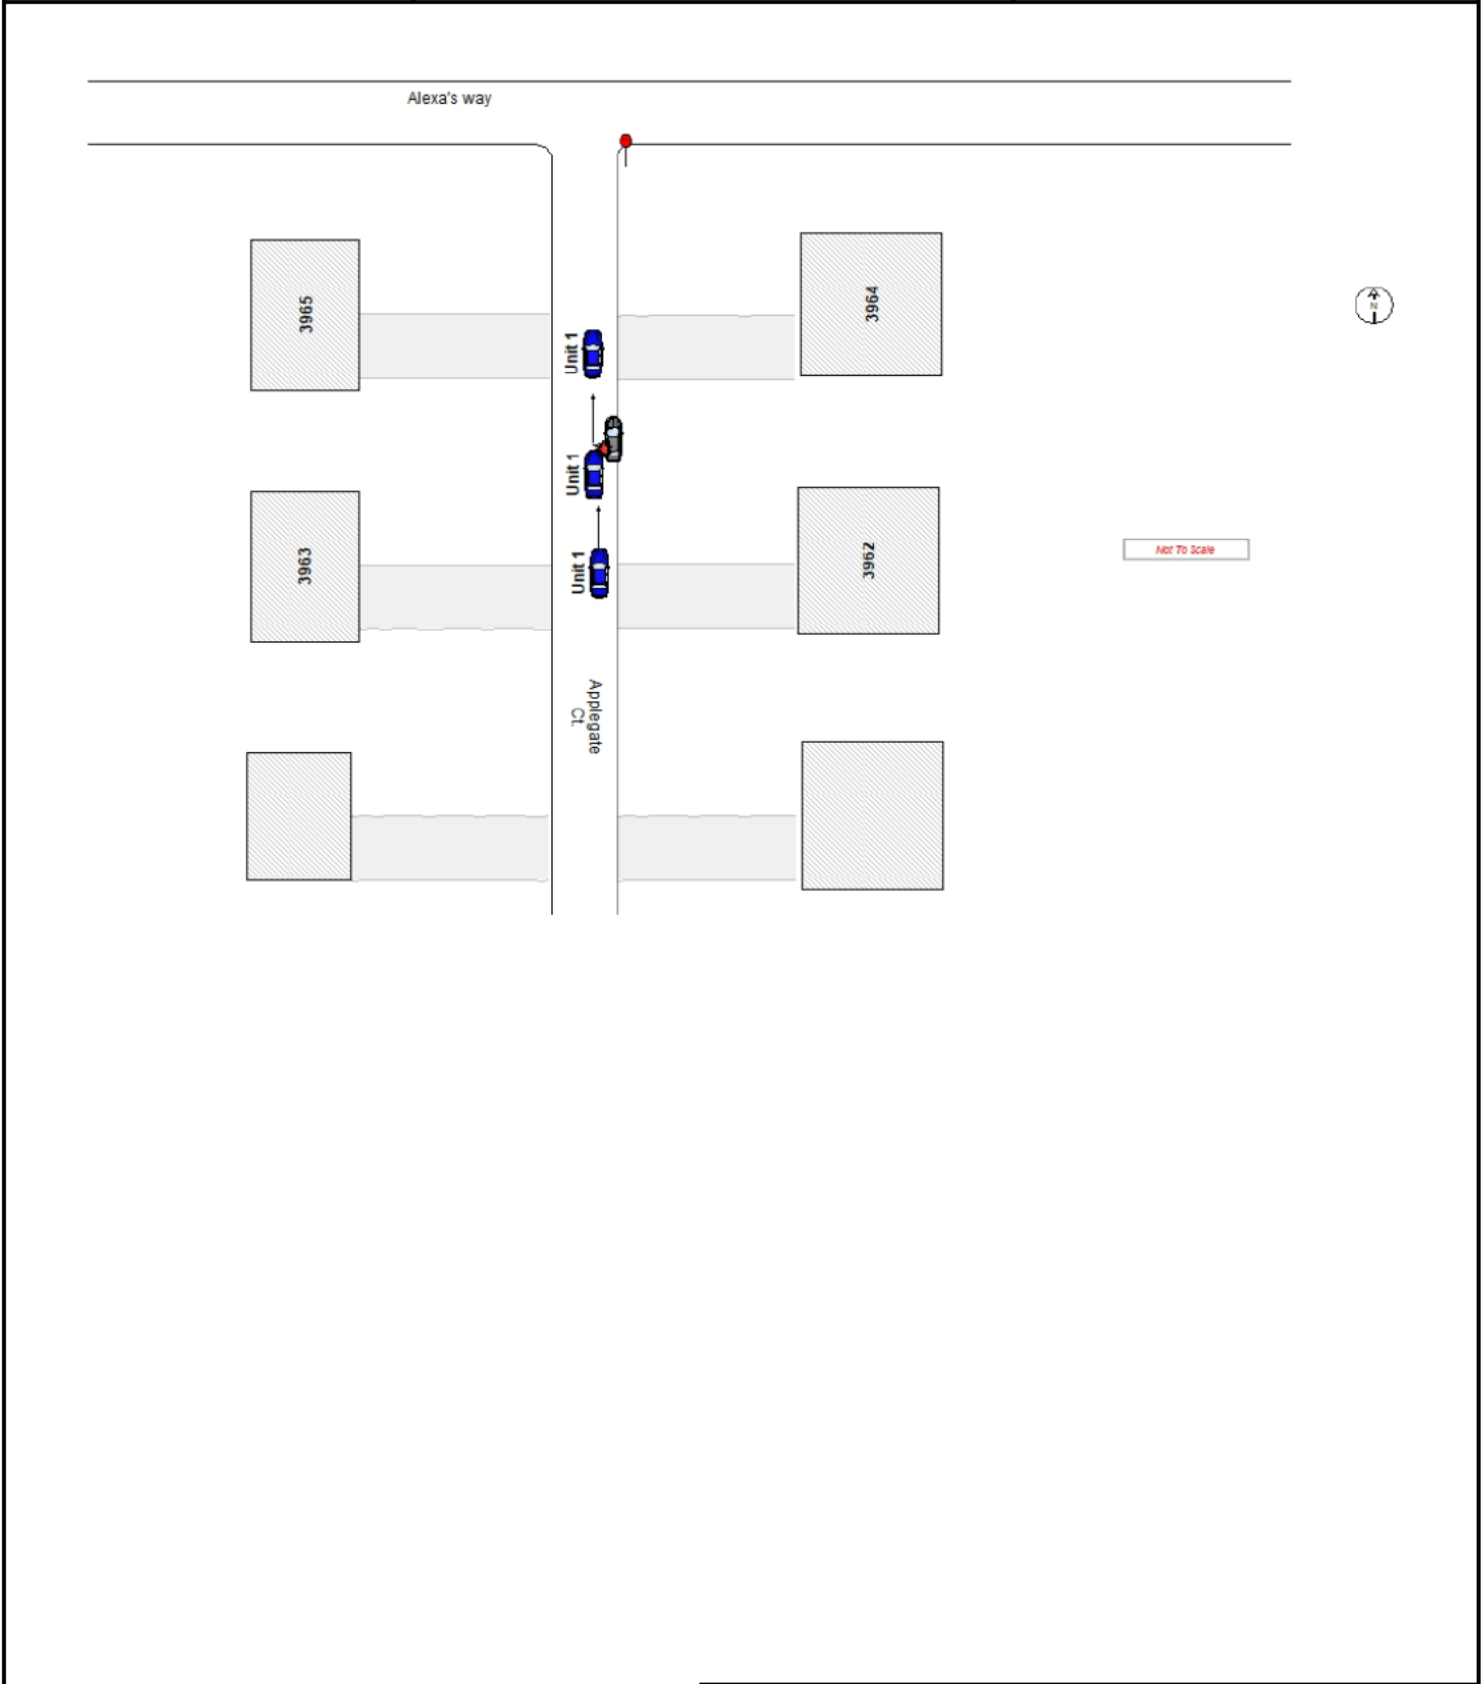 Alexa's way
3965
3964
N
Unit 1
Unit 1
3963
3962
Not To Scale
Unit 1
Applegate
Ct.